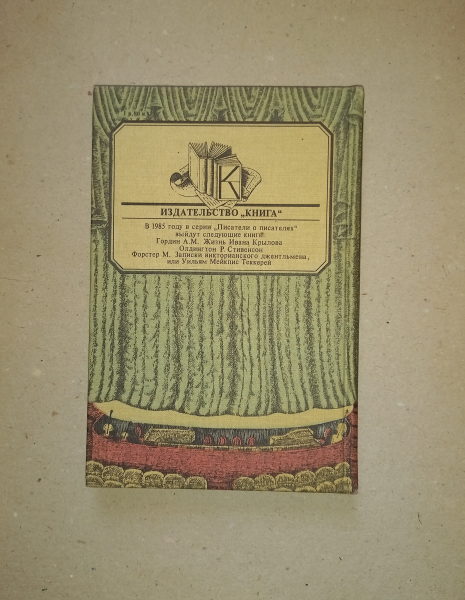 К
ИЗДАТЕЛЬСТВО „КНИГА“
В 1985 году в серии „Писатели о писателях“
выйдут следующие книги:
Гордин А.М. Жизнь Ивана Крылова
Олдингтон Р. Стивенсон
Форстер М. Записки викторианского джентльмена,
или Уильям Мейкпис Теккерей